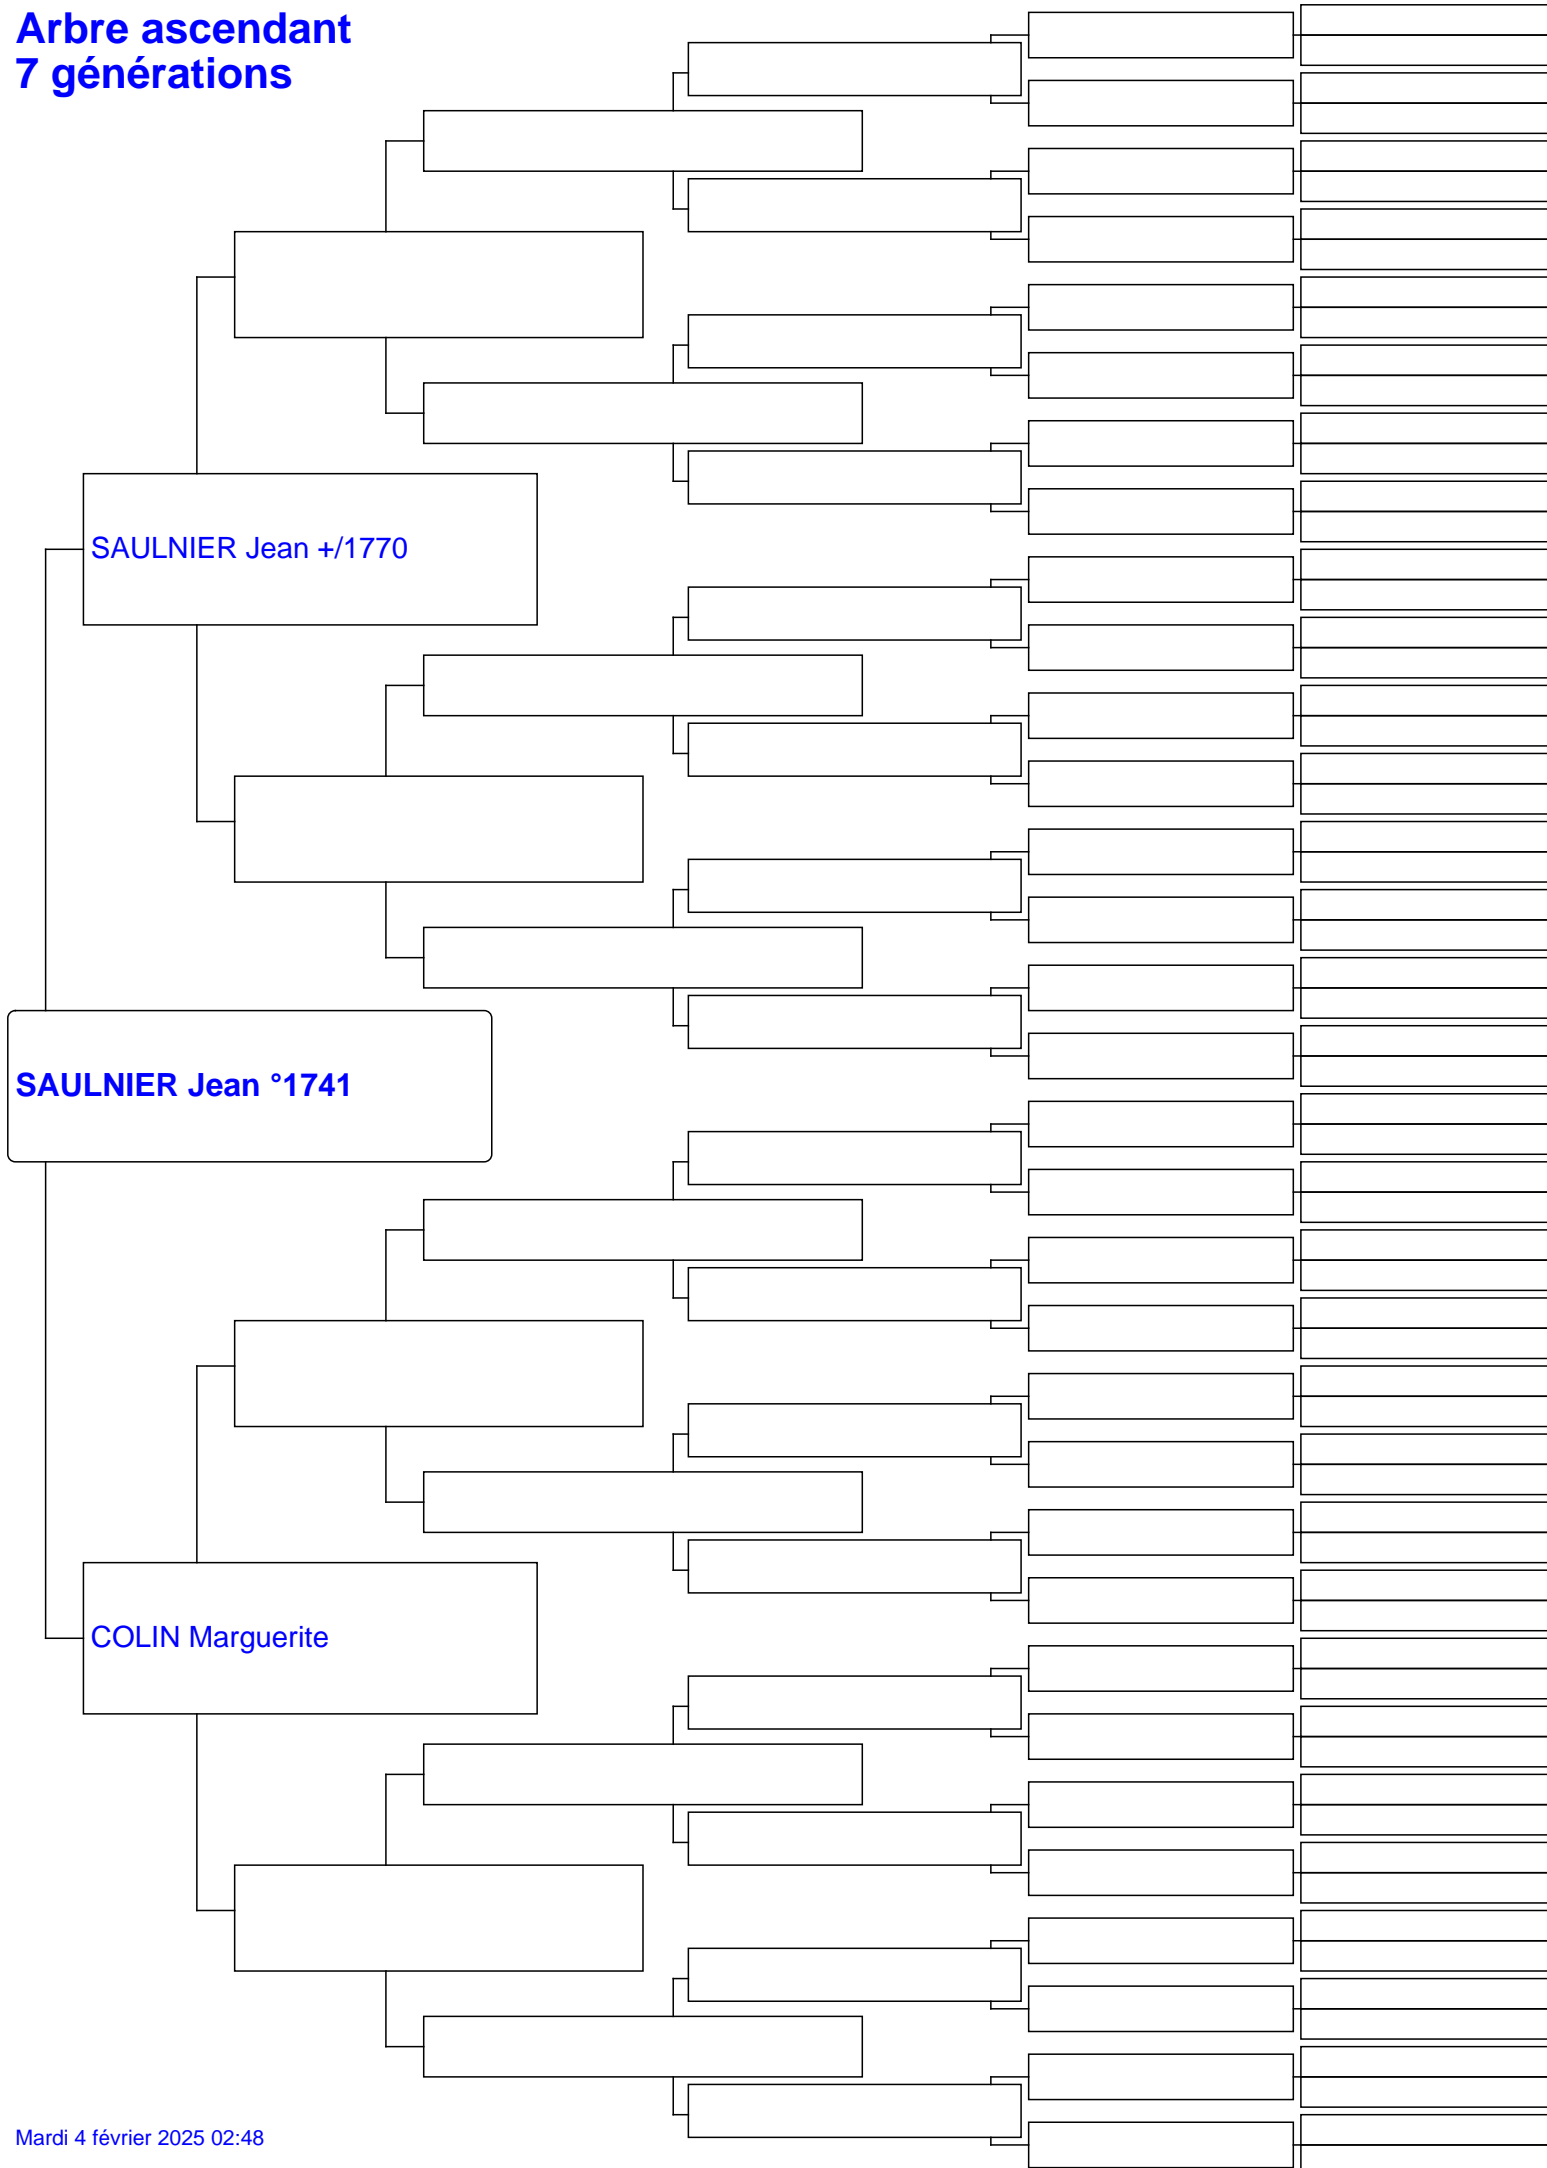 Arbre ascendant
7 générations
SAULNIER Jean +/1770
SAULNIER Jean °1741
COLIN Marguerite
Mardi 4 février 2025 02:48